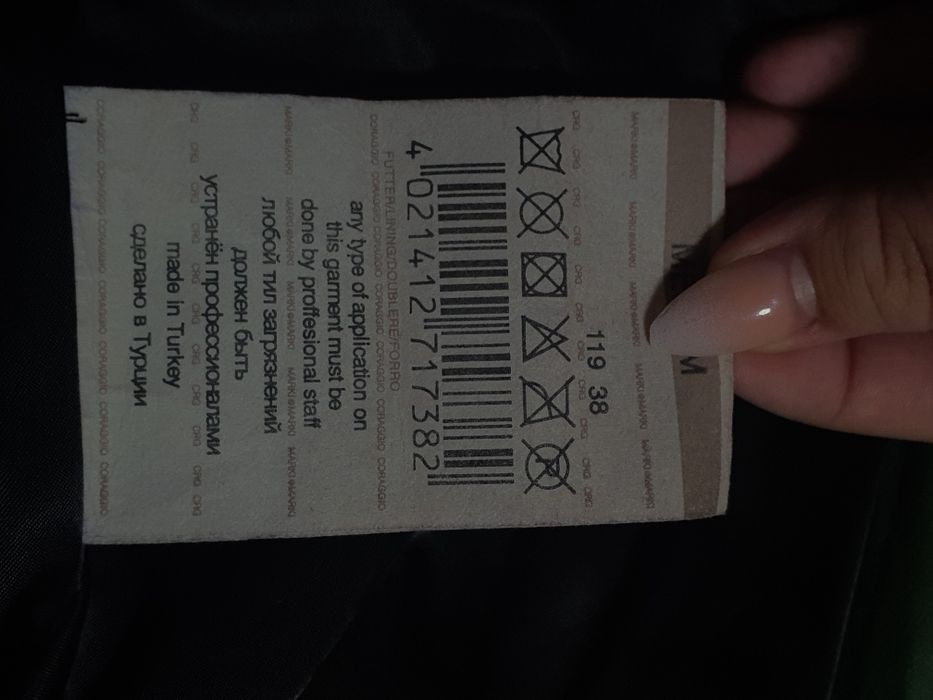 119 38
4 021412 717382
FUTTER/LINING/DOUBLERE/FORRO
any type of application on
this garment must be
done by proffesional staff
любой тип загрязнений
должен быть
устранён профессионалами
made in Turkey
сделано в Турции